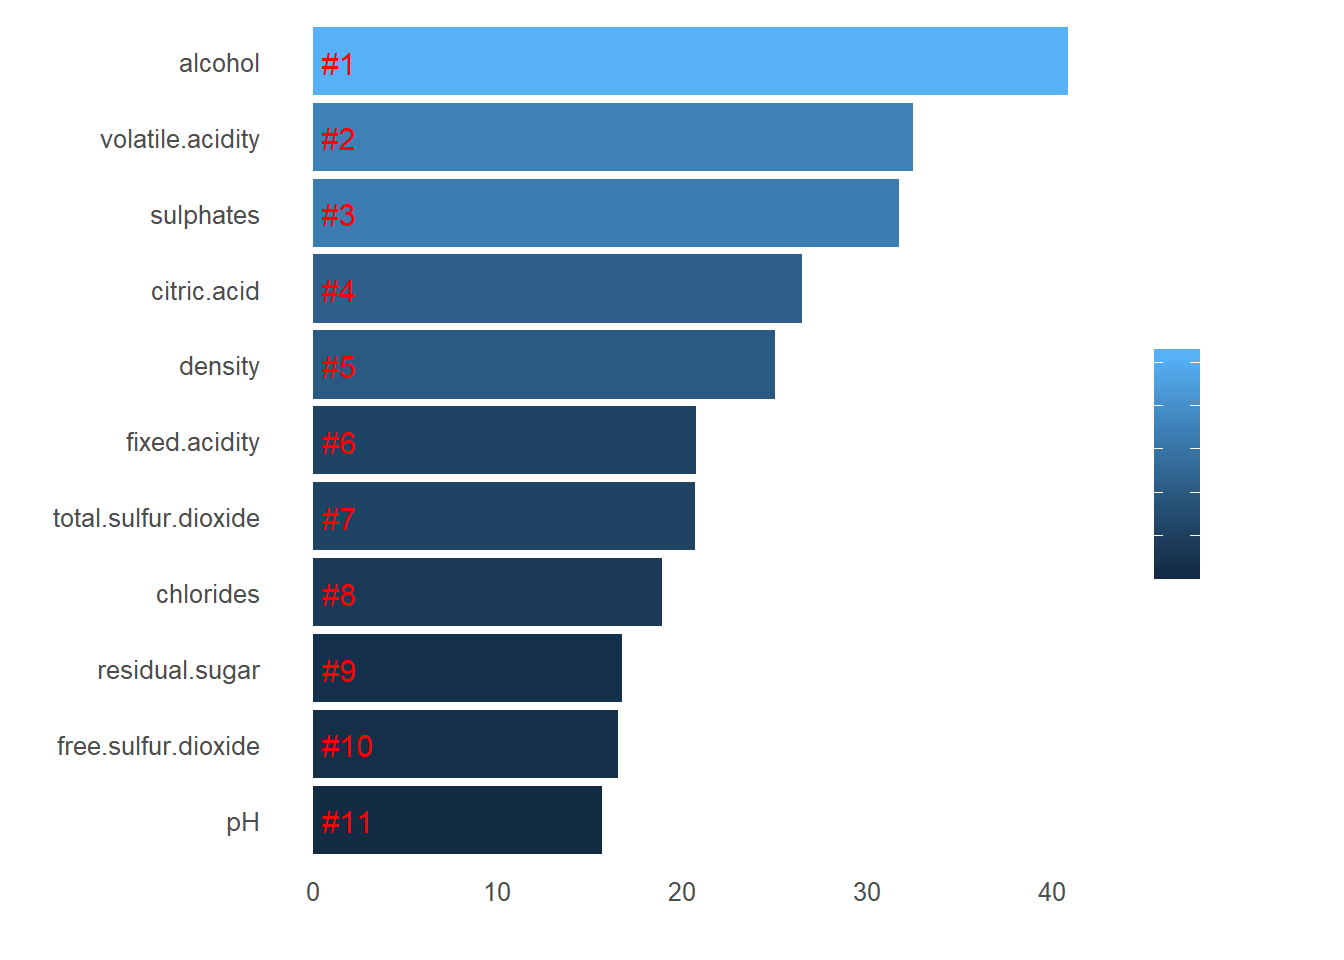 alcohol #1
volatile.acidity #2
sulphates #3
citric.acid #4
density #5
fixed.acidity #6
total.sulfur.dioxide #7
chlorides #8
residual.sugar #9
free.sulfur.dioxide #10
pH #11
0 10 20 30 40